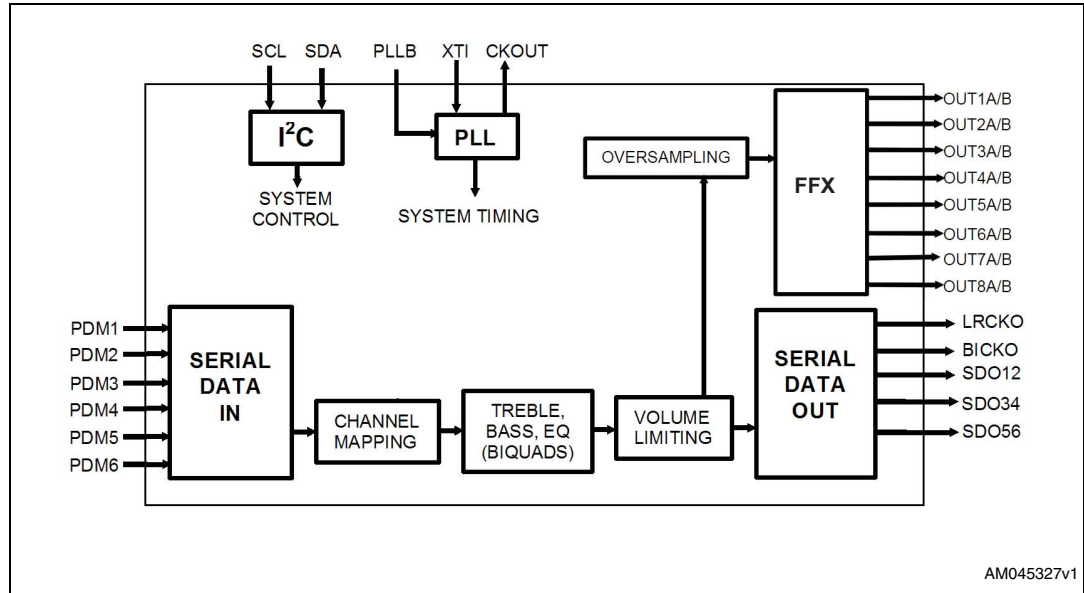 SCL SDA PLLB XTI CKOUT
I²C
PLL
SYSTEM
CONTROL
SYSTEM TIMING
OVERSAMPLING
FFX
OUT1A/B
OUT2A/B
OUT3A/B
OUT4A/B
OUT5A/B
OUT6A/B
OUT7A/B
OUT8A/B
PDM1
PDM2
PDM3
PDM4
PDM5
PDM6
SERIAL
DATA
IN
CHANNEL
MAPPING
TREBLE,
BASS, EQ
(BIQUADS)
VOLUME
LIMITING
SERIAL
DATA
OUT
LRCKO
BICKO
SDO12
SDO34
SDO56
AM045327v1